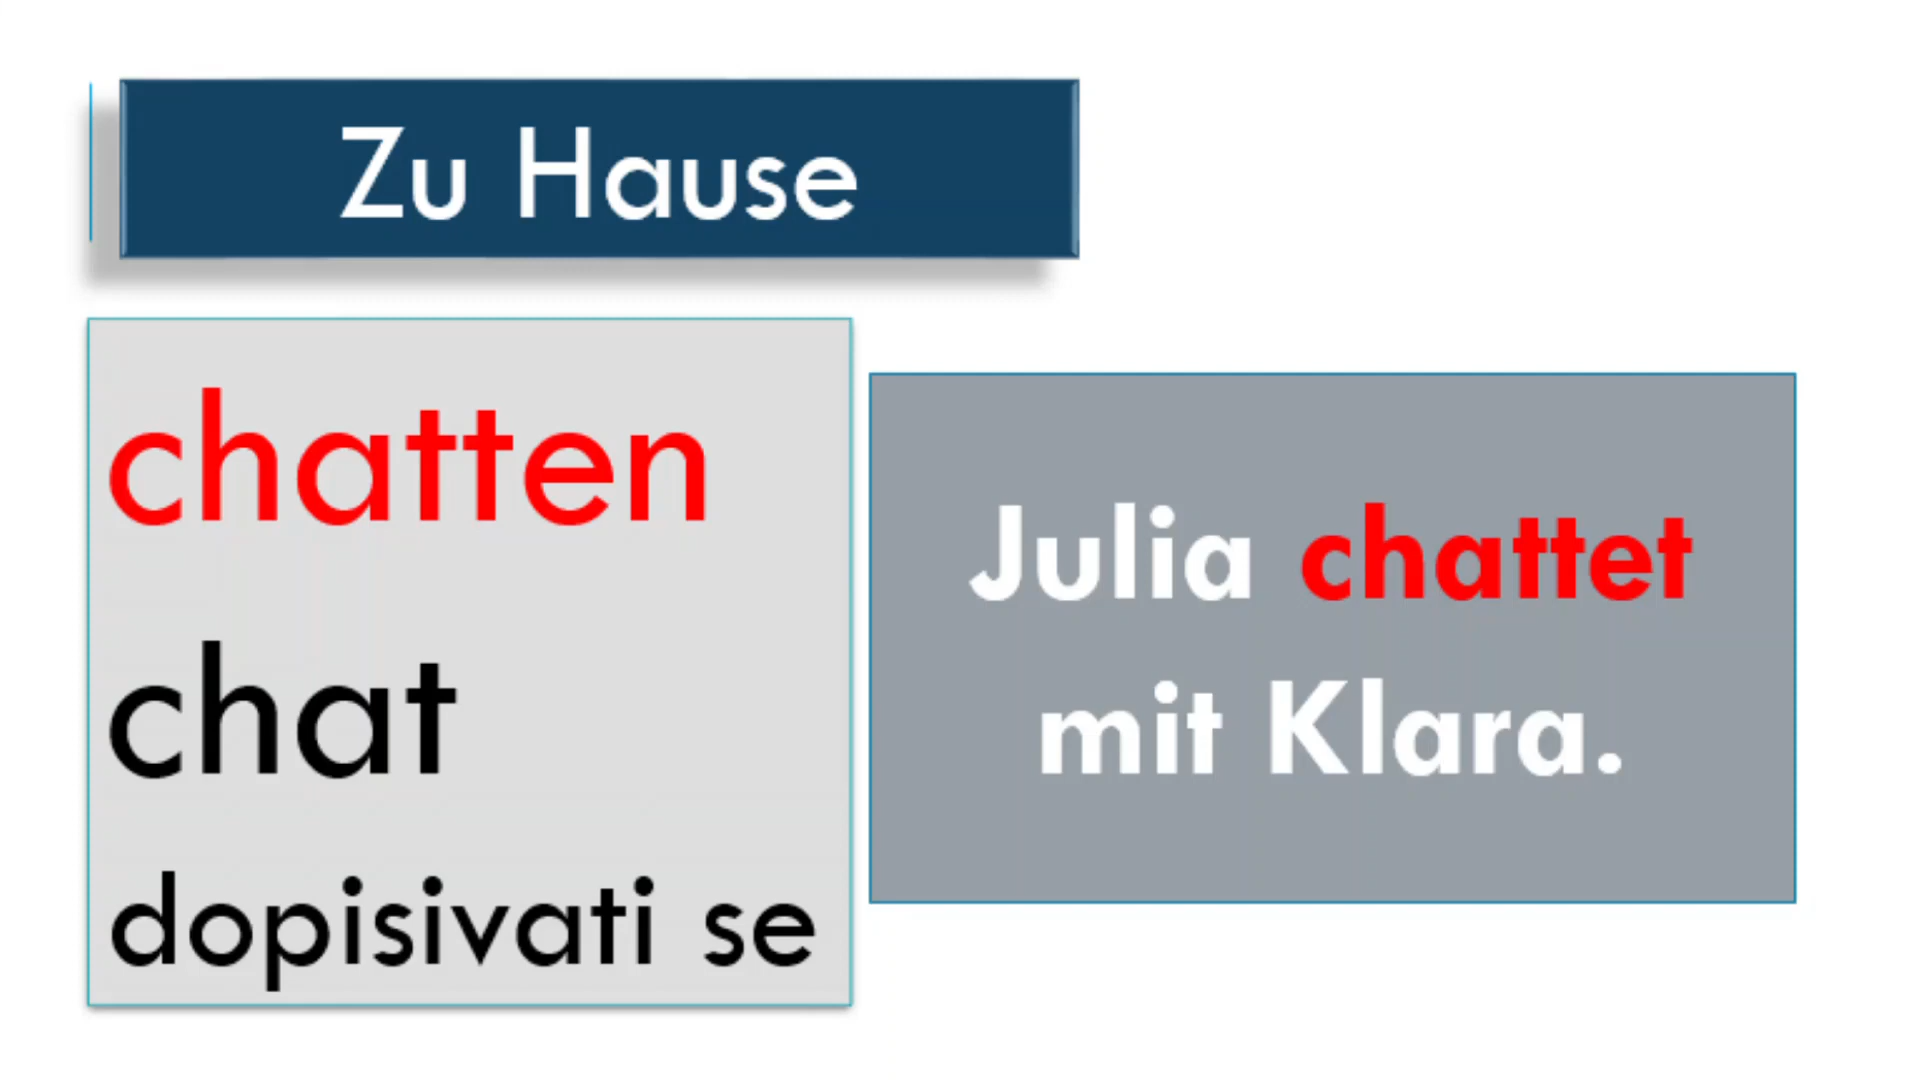 Zu Hause
chatten
chat
dopisivati se
Julia chattet
mit Klara.